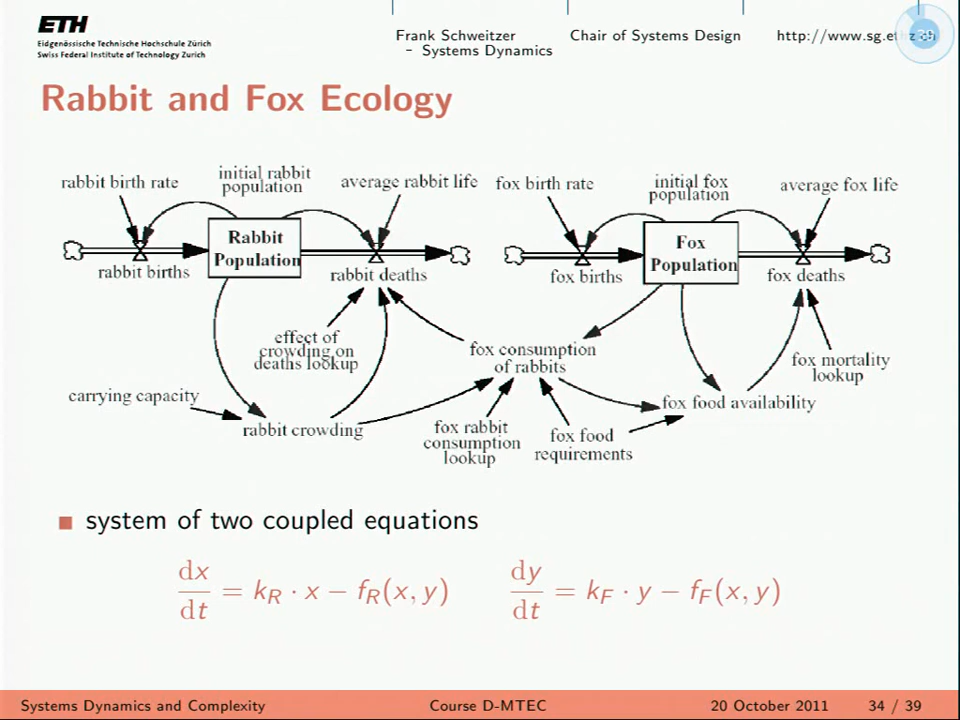 ETH
Eidgenössische Technische Hochschule Zürich
Swiss Federal Institute of Technology Zurich
Frank Schweitzer
– Systems Dynamics
Chair of Systems Design
http://www.sg.eth
39
Rabbit and Fox Ecology
rabbit birth rate
initial rabbit
population
average rabbit life
fox birth rate
initial fox
population
average fox life
Rabbit
Population
rabbit births
rabbit deaths
Fox
Population
fox births
fox deaths
effect of
crowding on
deaths lookup
fox consumption
of rabbits
fox mortality
lookup
carrying capacity
rabbit crowding
fox food availability
fox rabbit
consumption
lookup
fox food
requirements
system of two coupled equations
dx/dt = k_R · x − f_R(x, y)
dy/dt = k_F · y − f_F(x, y)
Systems Dynamics and Complexity
Course D-MTEC
20 October 2011
34 / 39